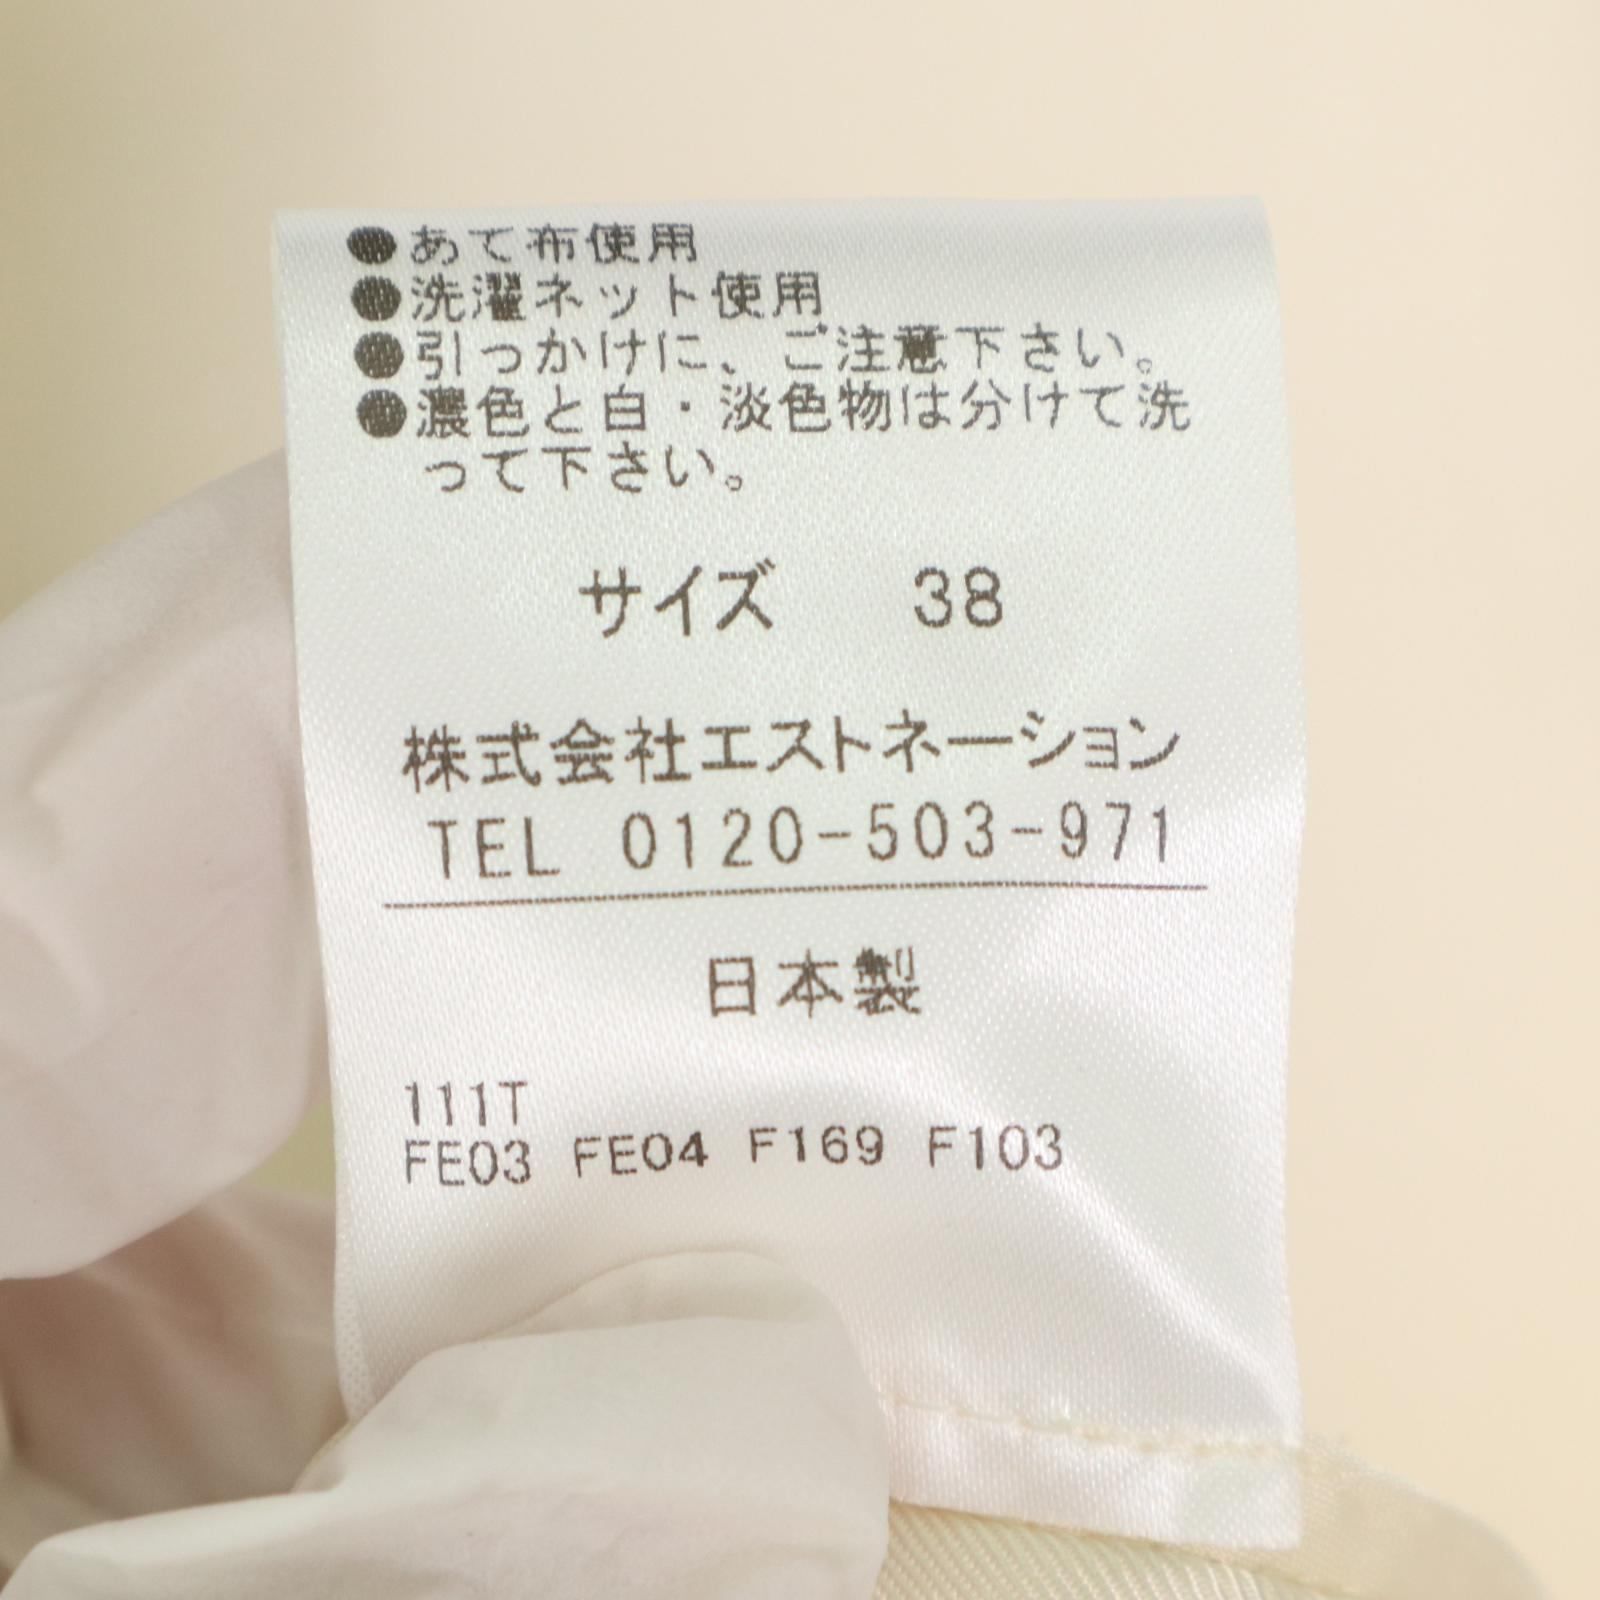 ●あて布使用
●洗濯ネット使用
●引っかけに、ご注意下さい。
●濃色と白・淡色物は分けて洗
って下さい。
サイズ 38
株式会社エストネーション
TEL 0120-503-971
日本製
111T
FE03 FE04 F169 F103